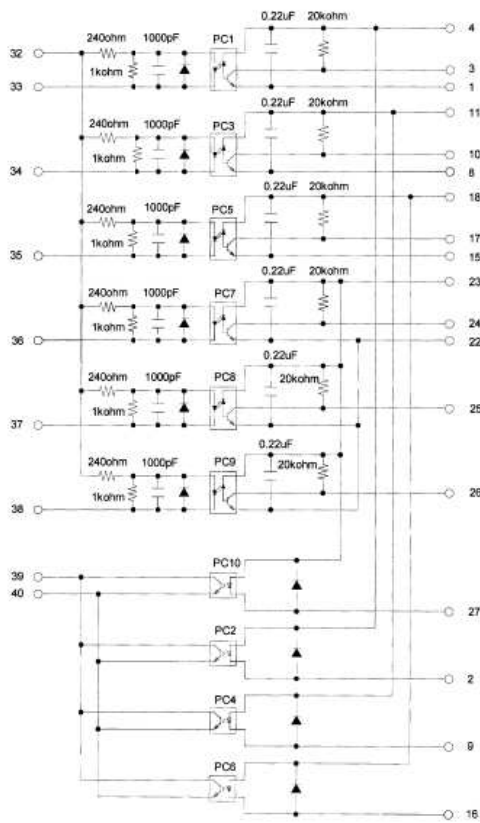 0.22uF 20kohm
240ohm 1000pF PC1 4
32
1kohm 3
33 1
0.22uF 20kohm
240ohm 1000pF PC3 11
1kohm 10
34 8
0.22uF 20kohm
240ohm 1000pF PC5 18
1kohm 17
35 15
0.22uF 20kohm
240ohm 1000pF PC7 23
1kohm 24
36 22
0.22uF
240ohm 1000pF PC8 20kohm
1kohm 25
37
0.22uF
240ohm 1000pF PC9 20kohm
1kohm 26
38
PC10
39
40
27
PC2
2
PC4
9
PC6
16